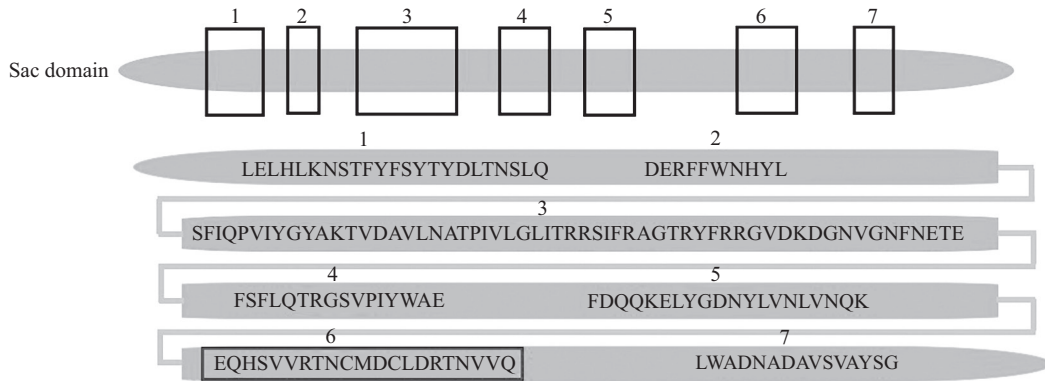 1 2 3 4 5 6 7
Sac domain
1 2
LELHLKNSTFYFSYTYDLTNSLQ DERFFWNHYL
3
SFIQPVIYGYAKTVDAVLNATPIVLGLITRRSIFRAGTRYFRRGVDKDGNVGNFNETE
4 5
FSFLQTRGSVPIYWAE FDQQKELYGDNYLVNLVNQK
6 7
EQHSVVRTNCMDCLDRTNVVQ LWADNADAVSVAYSG